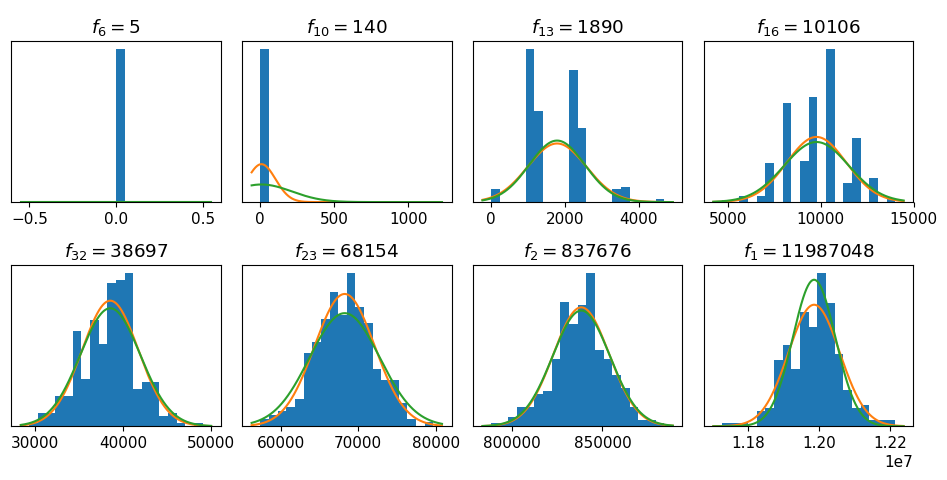 f₆ = 5
f₁₀ = 140
f₁₃ = 1890
f₁₆ = 10106
−0.5 0.0 0.5
0 500 1000
0 2000 4000
5000 10000 15000
f₃₂ = 38697
f₂₃ = 68154
f₂ = 837676
f₁ = 11987048
30000 40000 50000
60000 70000 80000
800000 850000
1.18 1.20 1.22
1e7